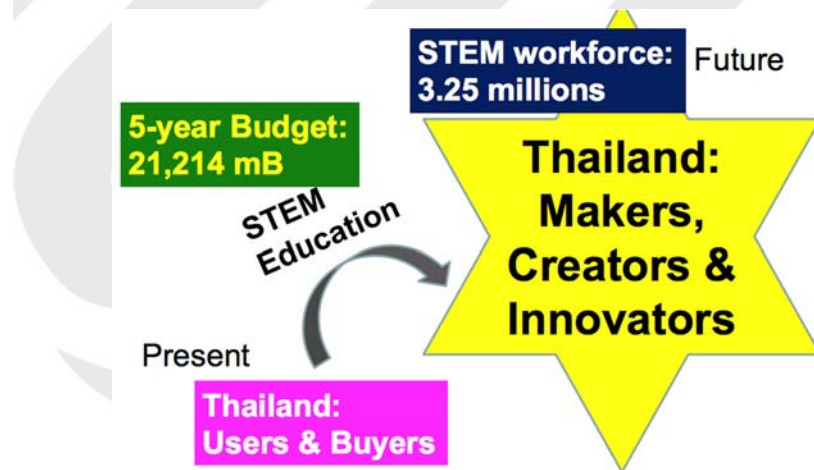 STEM workforce:
3.25 millions
Future
5-year Budget:
21,214 mB
STEM
Education
Thailand:
Makers,
Creators &
Innovators
Present
Thailand:
Users & Buyers